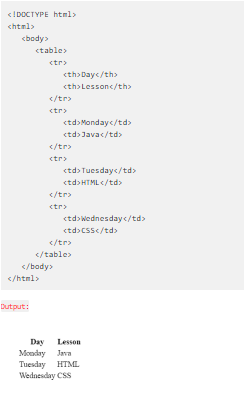 <!DOCTYPE html>
<html>
<body>
<table>
<tr>
<th>Day</th>
<th>Lesson</th>
</tr>
<tr>
<td>Monday</td>
<td>Java</td>
</tr>
<tr>
<td>Tuesday</td>
<td>HTML</td>
</tr>
<tr>
<td>Wednesday</td>
<td>CSS</td>
</tr>
</table>
</body>
</html>
Output:
Day Lesson
Monday Java
Tuesday HTML
Wednesday CSS